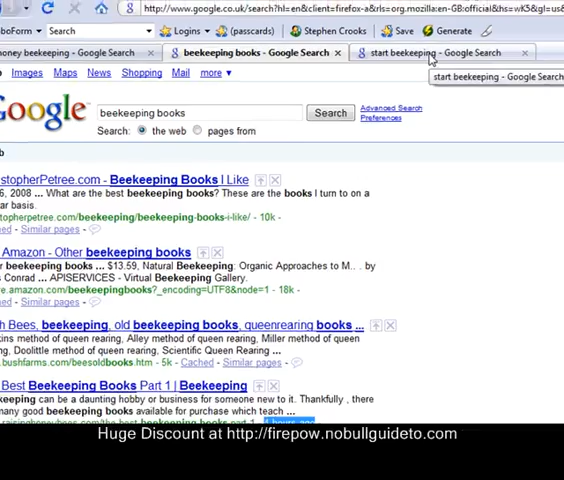 http://www.google.co.uk/search?hl=en&client=firefox-a&rls=org.mozilla:en-GB:official&hs=wK5&gl=us&
oForm Search Logins (passcards) Save Generate
oney beekeeping - Google Search beekeeping books - Google Search start beekeeping - Google Search
start beekeeping - Google Search
Images Maps News Shopping Mail more
Google beekeeping books Search Advanced Search
Preferences
Search: the web pages from
b
stopherPetree.com - Beekeeping Books I Like
6, 2008 ... What are the best beekeeping books? These are the books I turn to on a
ar basis.
topherpetree.com/beekeeping/beekeeping-books-i-like/ - 10k -
ed - Similar pages -
Amazon - Other beekeeping books
r beekeeping books ... $13.59, Natural Beekeeping: Organic Approaches to M... . by
s Conrad ... APISERVICES - Virtual Beekeeping Gallery.
e.amazon.com/beekeepingbooks?_encoding=UTF8&node=1 - 18k -
ed - Similar pages -
h Bees, beekeeping, old beekeeping books, queenrearing books ...
kins method of queen rearing, Alley method of queen rearing, Miller method of queen
ng, Doolittle method of queen rearing, Scientific Queen Rearing ...
.bushfarms.com/beesoldbooks.htm - 5k - Cached - Similar pages -
Best Beekeeping Books Part 1 | Beekeeping
keeping can be a daunting hobby or business for someone new to it. Thankfully , there
many good beekeeping books available for purchase which teach ...
Huge Discount at http://firepow.nobullguideto.com